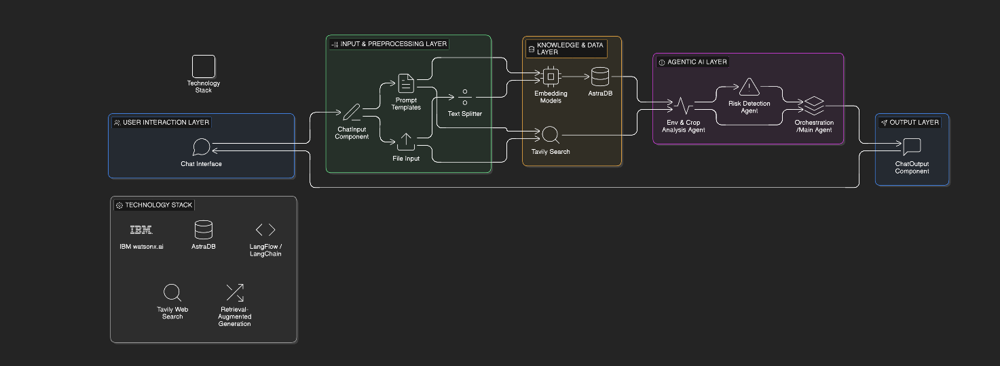 Technology
Stack
USER INTERACTION LAYER
Chat Interface
INPUT & PREPROCESSING LAYER
ChatInput
Component
Prompt
Templates
File Input
Text Splitter
KNOWLEDGE & DATA
LAYER
Embedding
Models
AstraDB
Tavily Search
AGENTIC AI LAYER
Env & Crop
Analysis Agent
Risk Detection
Agent
Orchestration
/Main Agent
OUTPUT LAYER
ChatOutput
Component
TECHNOLOGY STACK
IBM
IBM watsonx.ai
AstraDB
LangFlow /
LangChain
Tavily Web
Search
Retrieval-
Augmented
Generation